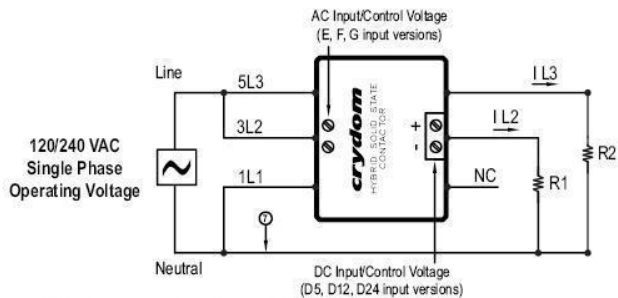 AC Input/Control Voltage
(E, F, G input versions)
Line
5L3
3L2
1L1
120/240 VAC
Single Phase
Operating Voltage
crydom
HYBRID SOLID STATE
CONTACTOR
+
-
I L3
I L2
NC
R1
R2
7
Neutral
DC Input/Control Voltage
(D5, D12, D24 input versions)